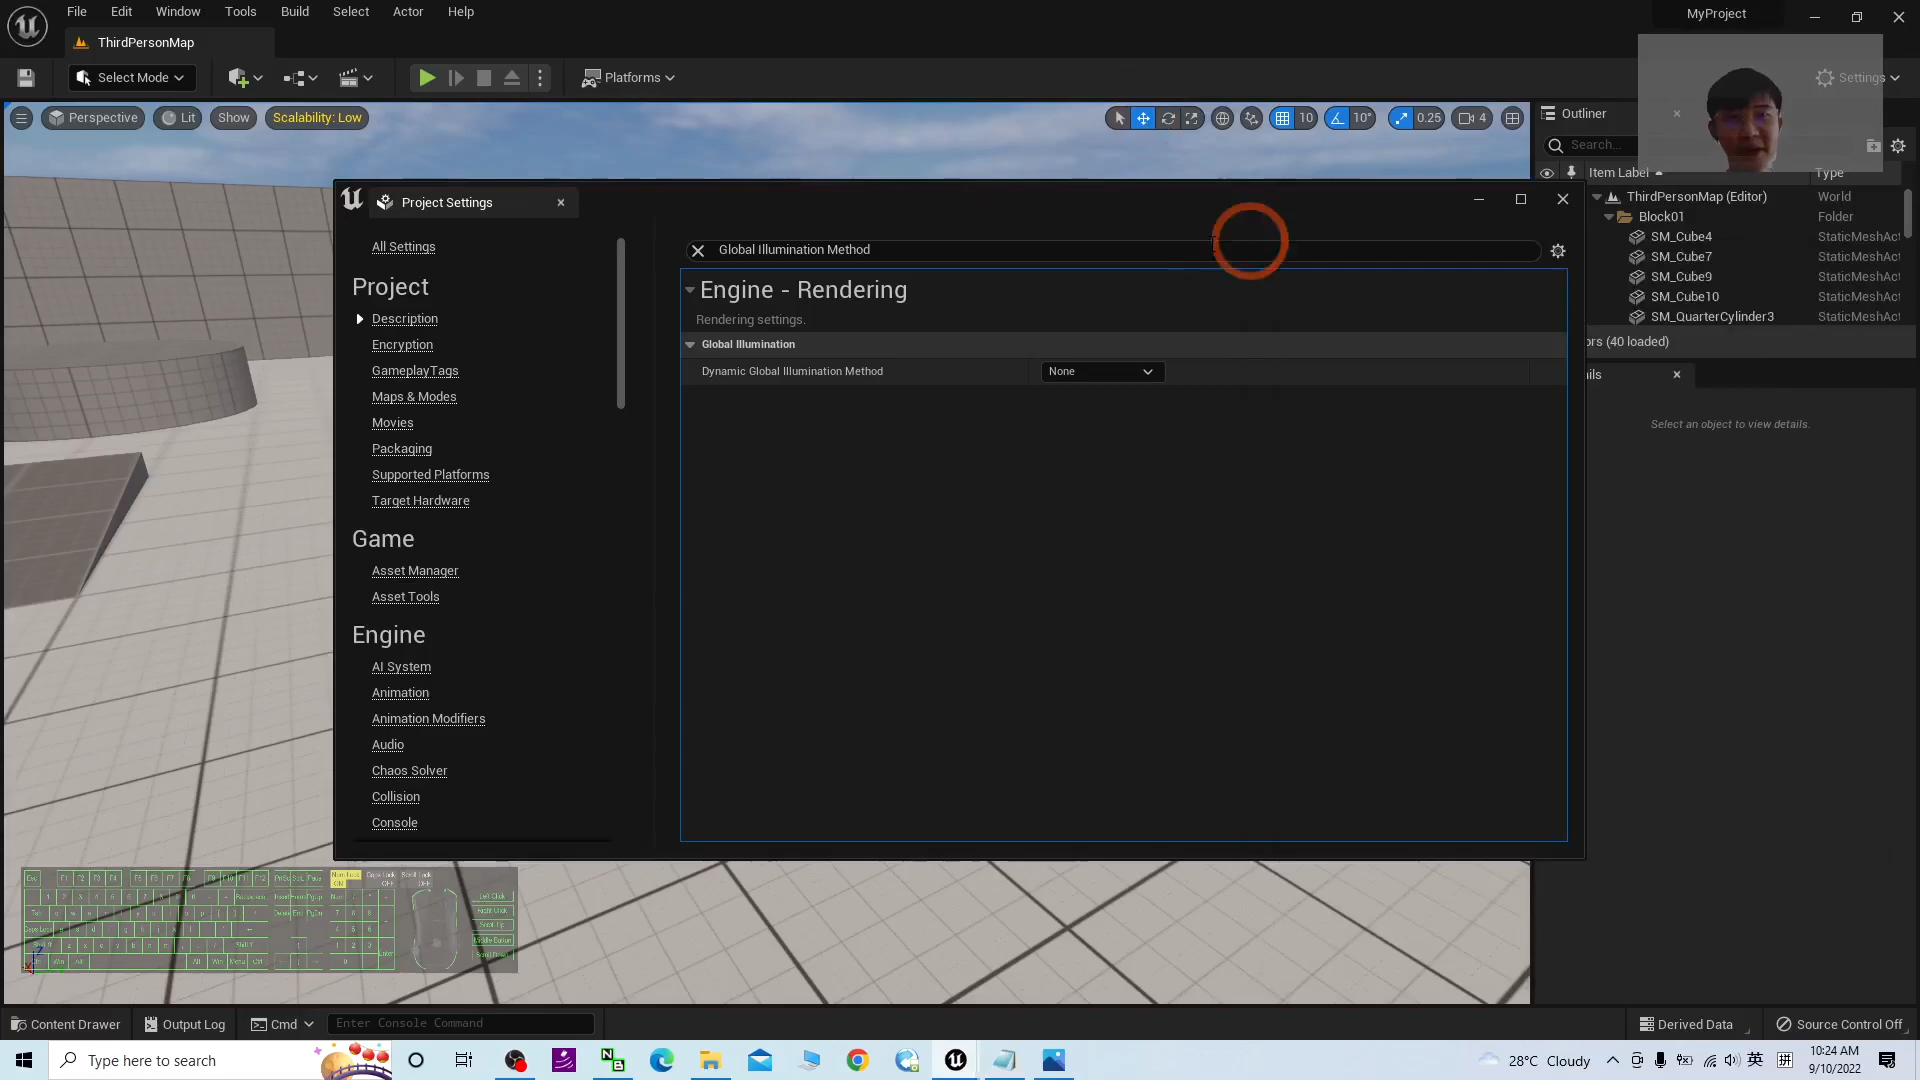 File Edit Window Tools Build Select Actor Help
MyProject
ThirdPersonMap
Select Mode
Platforms
Settings
Perspective Lit Show Scalability: Low
10 10° 0.25 4
Outliner
Search...
Item Label Type
ThirdPersonMap (Editor) World
Block01 Folder
SM_Cube4 StaticMeshAct
SM_Cube7 StaticMeshAct
SM_Cube9 StaticMeshAct
SM_Cube10 StaticMeshAct
SM_QuarterCylinder3 StaticMeshAct
ors (40 loaded)
ils
Select an object to view details.
Project Settings
All Settings
Project
Description
Encryption
GameplayTags
Maps & Modes
Movies
Packaging
Supported Platforms
Target Hardware
Game
Asset Manager
Asset Tools
Engine
AI System
Animation
Animation Modifiers
Audio
Chaos Solver
Collision
Console
Global Illumination Method
Engine - Rendering
Rendering settings.
Global Illumination
Dynamic Global Illumination Method None
Content Drawer Output Log Cmd Enter Console Command
Derived Data Source Control Off
Type here to search
28°C Cloudy
英 拼
10:24 AM
9/10/2022